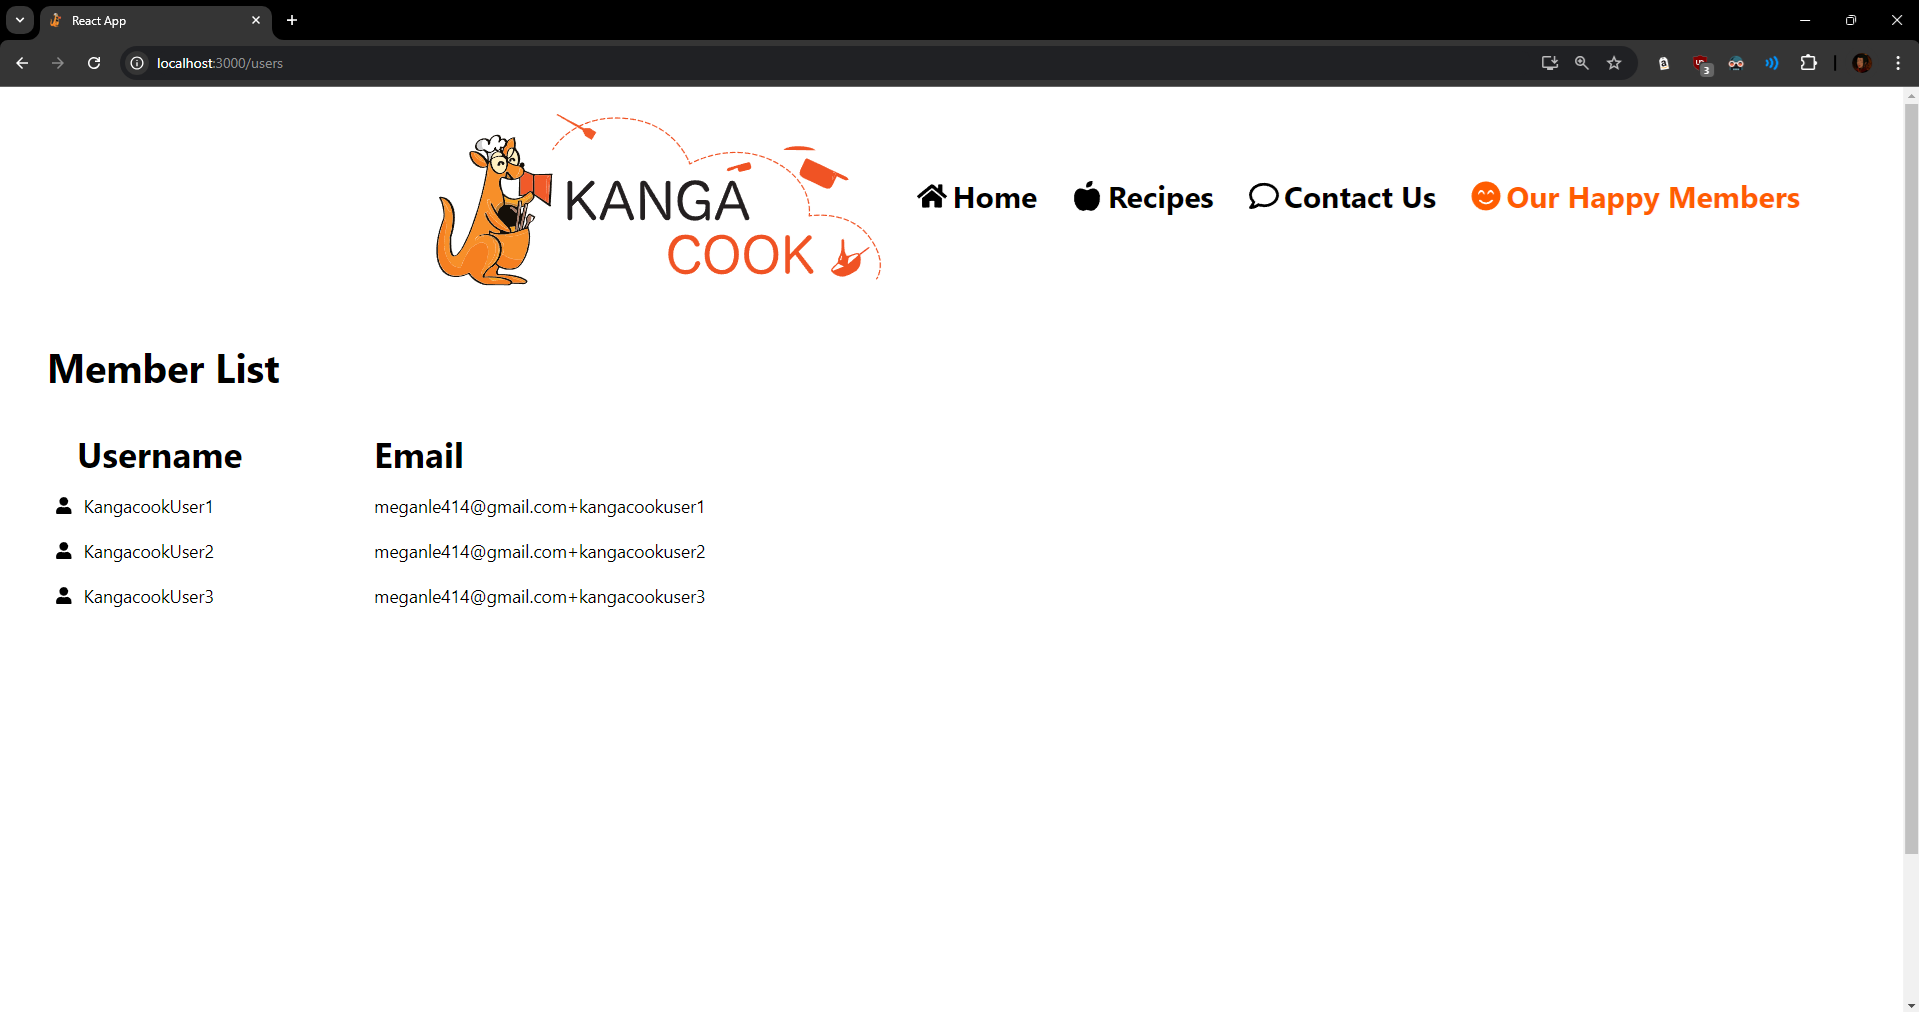 React App
localhost:3000/users
3
KANGA
COOK
Home
Recipes
Contact Us
Our Happy Members
Member List
Username Email
KangacookUser1 meganle414@gmail.com+kangacookuser1
KangacookUser2 meganle414@gmail.com+kangacookuser2
KangacookUser3 meganle414@gmail.com+kangacookuser3